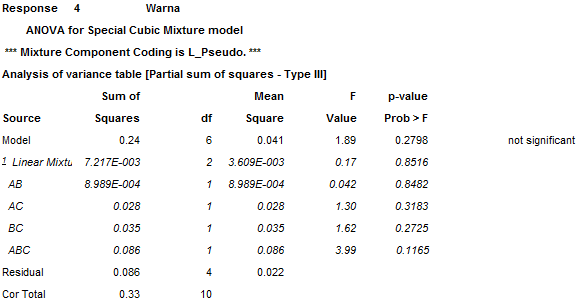 Response 4 Warna
ANOVA for Special Cubic Mixture model
*** Mixture Component Coding is L_Pseudo. ***
Analysis of variance table [Partial sum of squares - Type III]
Sum of Mean F p-value
Source Squares df Square Value Prob > F
Model 0.24 6 0.041 1.89 0.2798 not significant
1 Linear Mixtu 7.217E-003 2 3.609E-003 0.17 0.8516
AB 8.989E-004 1 8.989E-004 0.042 0.8482
AC 0.028 1 0.028 1.30 0.3183
BC 0.035 1 0.035 1.62 0.2725
ABC 0.086 1 0.086 3.99 0.1165
Residual 0.086 4 0.022
Cor Total 0.33 10